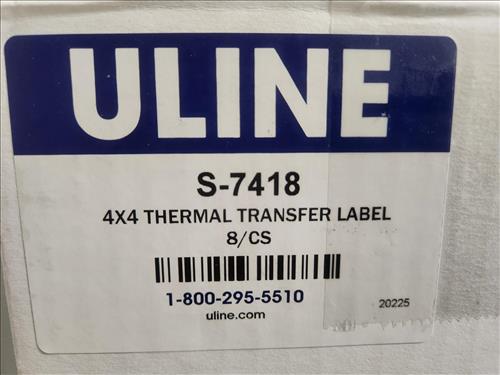 ULINE
S-7418
4X4 THERMAL TRANSFER LABEL
8/CS
1-800-295-5510
uline.com
20225